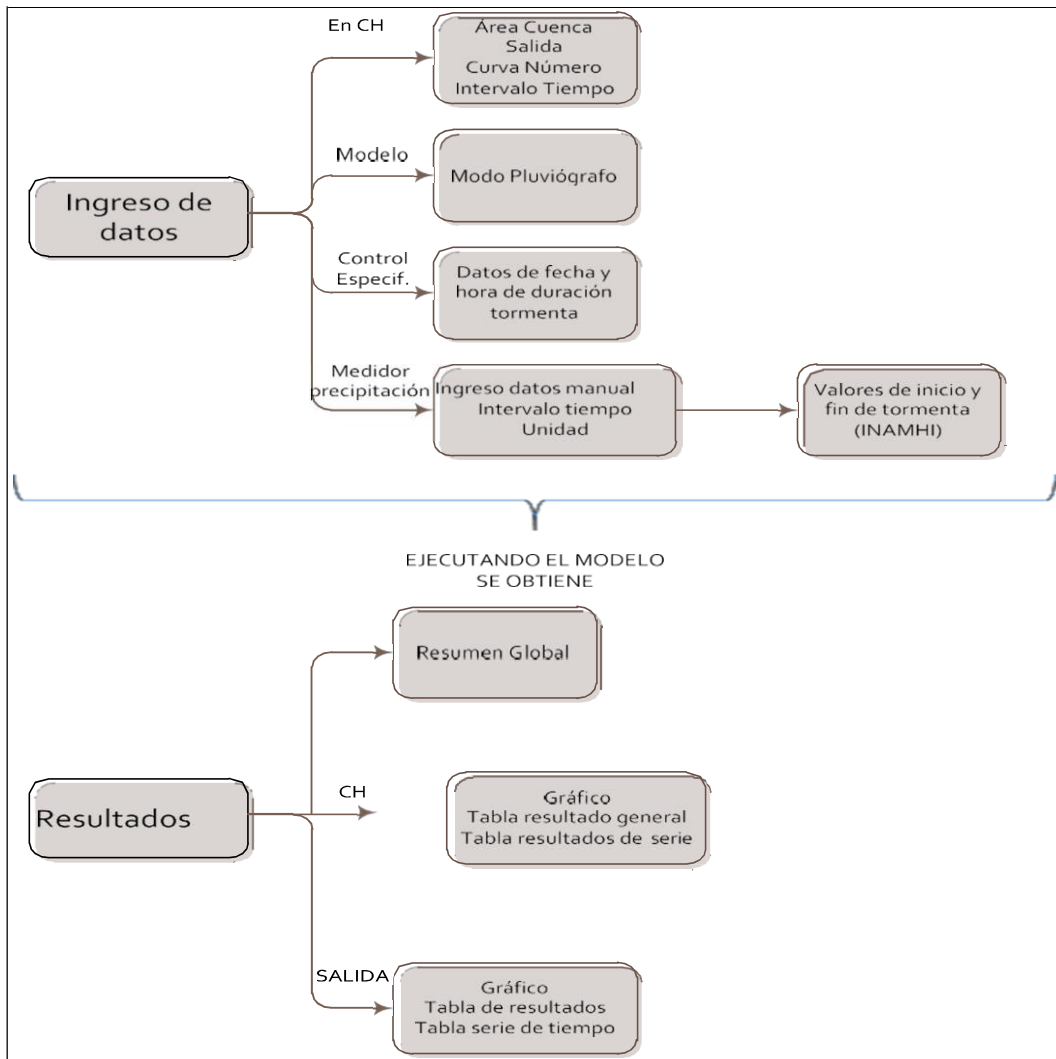 En CH
Área Cuenca
Salida
Curva Número
Intervalo Tiempo
Modelo
Modo Pluviógrafo
Ingreso de
datos
Control
Especif.
Datos de fecha y
hora de duración
tormenta
Medidor
precipitación
Ingreso datos manual
Intervalo tiempo
Unidad
Valores de inicio y
fin de tormenta
(INAMHI)
EJECUTANDO EL MODELO
SE OBTIENE
Resumen Global
Resultados
CH
Gráfico
Tabla resultado general
Tabla resultados de serie
SALIDA
Gráfico
Tabla de resultados
Tabla serie de tiempo